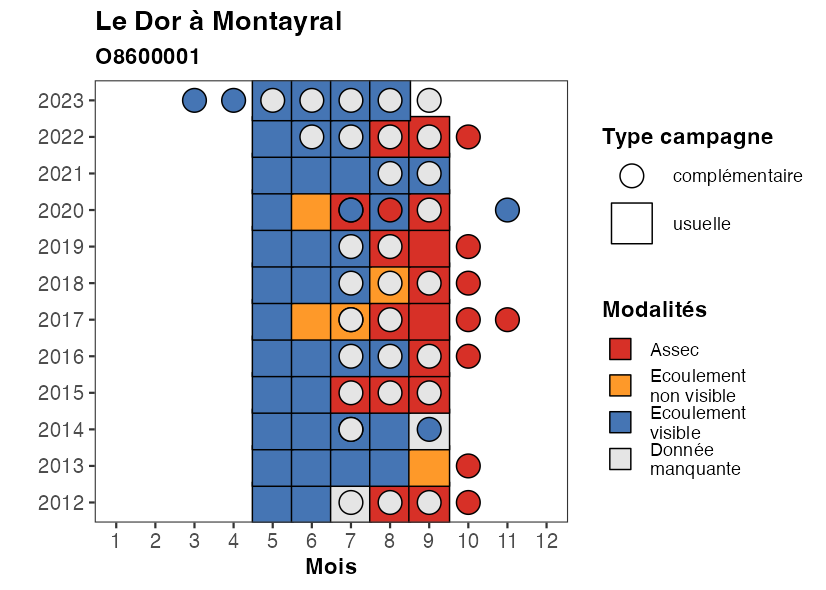 Le Dor à Montayral
O8600001
2023
2022
2021
2020
2019
2018
2017
2016
2015
2014
2013
2012
1 2 3 4 5 6 7 8 9 10 11 12
Mois
Type campagne
complémentaire
usuelle
Modalités
Assec
Ecoulement
non visible
Ecoulement
visible
Donnée
manquante